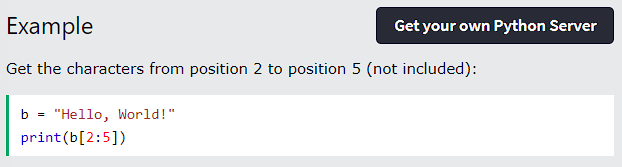 Example
Get your own Python Server
Get the characters from position 2 to position 5 (not included):
b = "Hello, World!"
print(b[2:5])